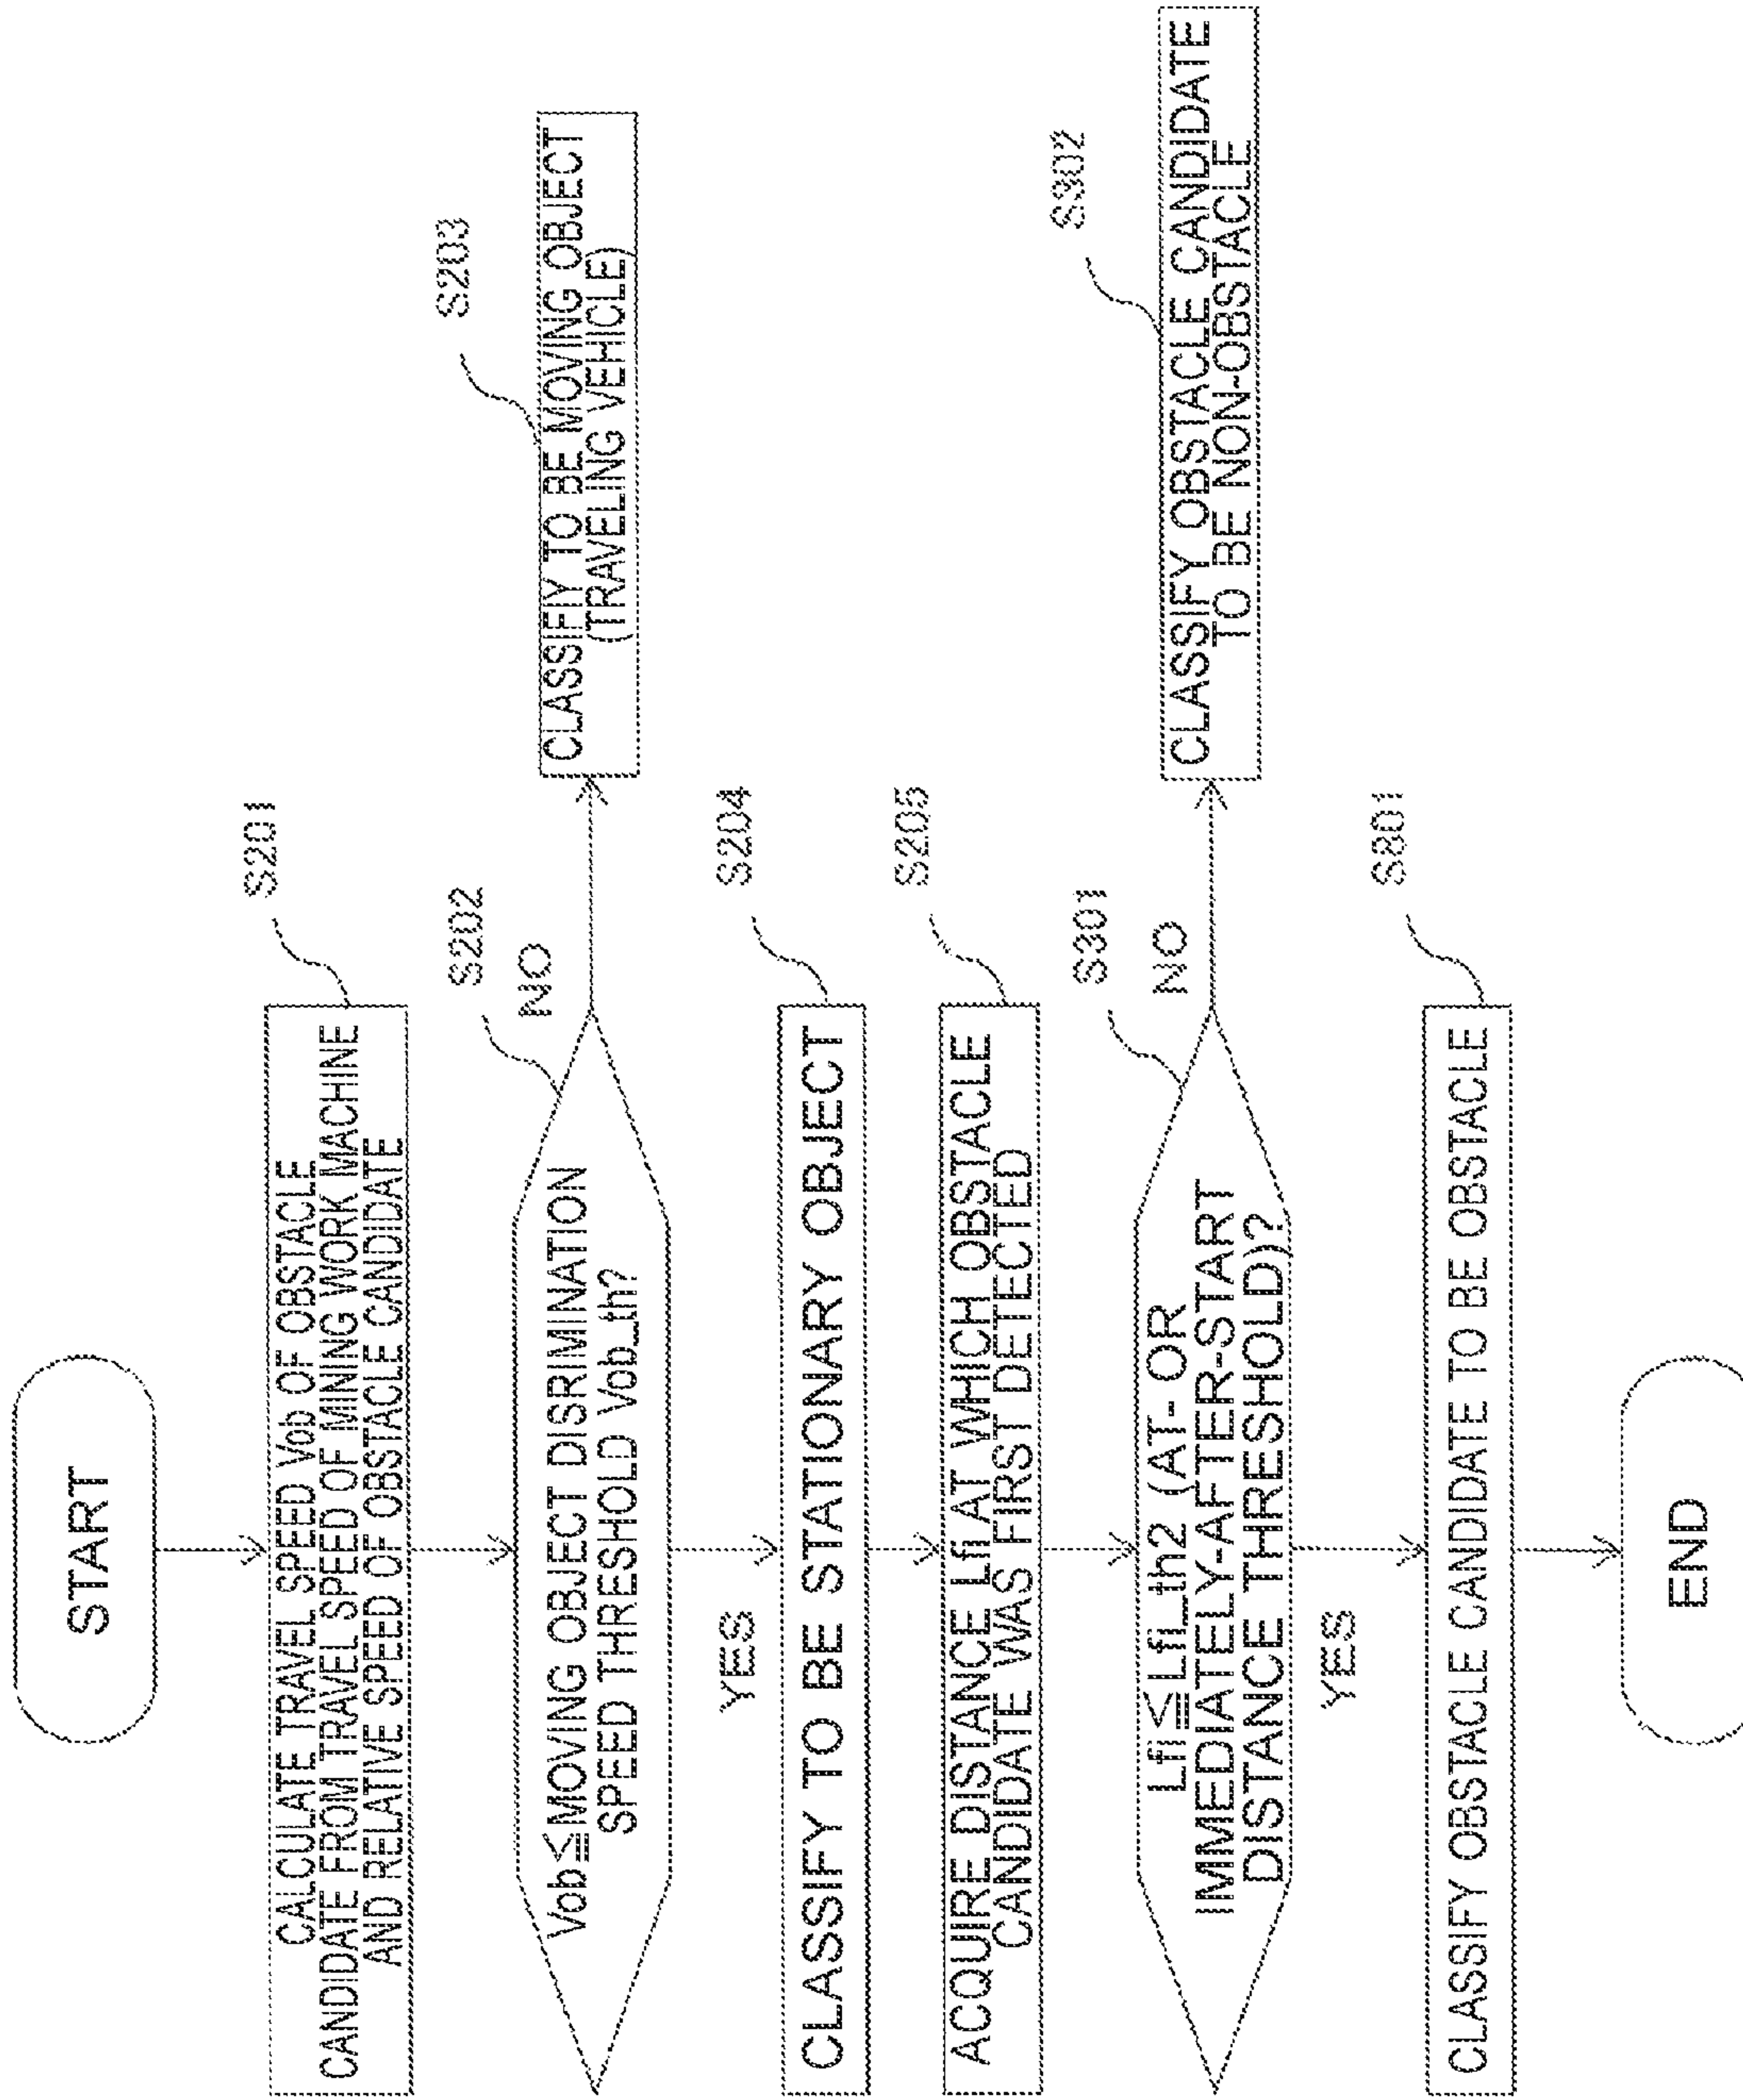 START
S201
CALCULATE TRAVEL SPEED Vob OF OBSTACLE
CANDIDATE FROM TRAVEL SPEED OF MINING WORK MACHINE
AND RELATIVE SPEED OF OBSTACLE CANDIDATE
S202
Vob≦MOVING OBJECT DISRIMINATION
SPEED THRESHOLD Vob_th?
NO
S203
CLASSIFIY TO BE MOVING OBJECT
(TRAVELING VEHICLE)
YES
S204
CLASSIFY TO BE STATIONARY OBJECT
S205
ACQUIRE DISTANCE Lfi AT WHICH OBSTACLE
CANDIDATE WAS FIRST DETECTED
S301
Lfi≦Lfi_th2 (AT- OR
IMMEDIATELY-AFTER-START
DISTANCE THRESHOLD)?
NO
S302
CLASSIFY OBSTACLE CANDIDATE
TO BE NON-OBSTACLE
YES
S801
CLASSIFY OBSTACLE CANDIDATE TO BE OBSTACLE
END